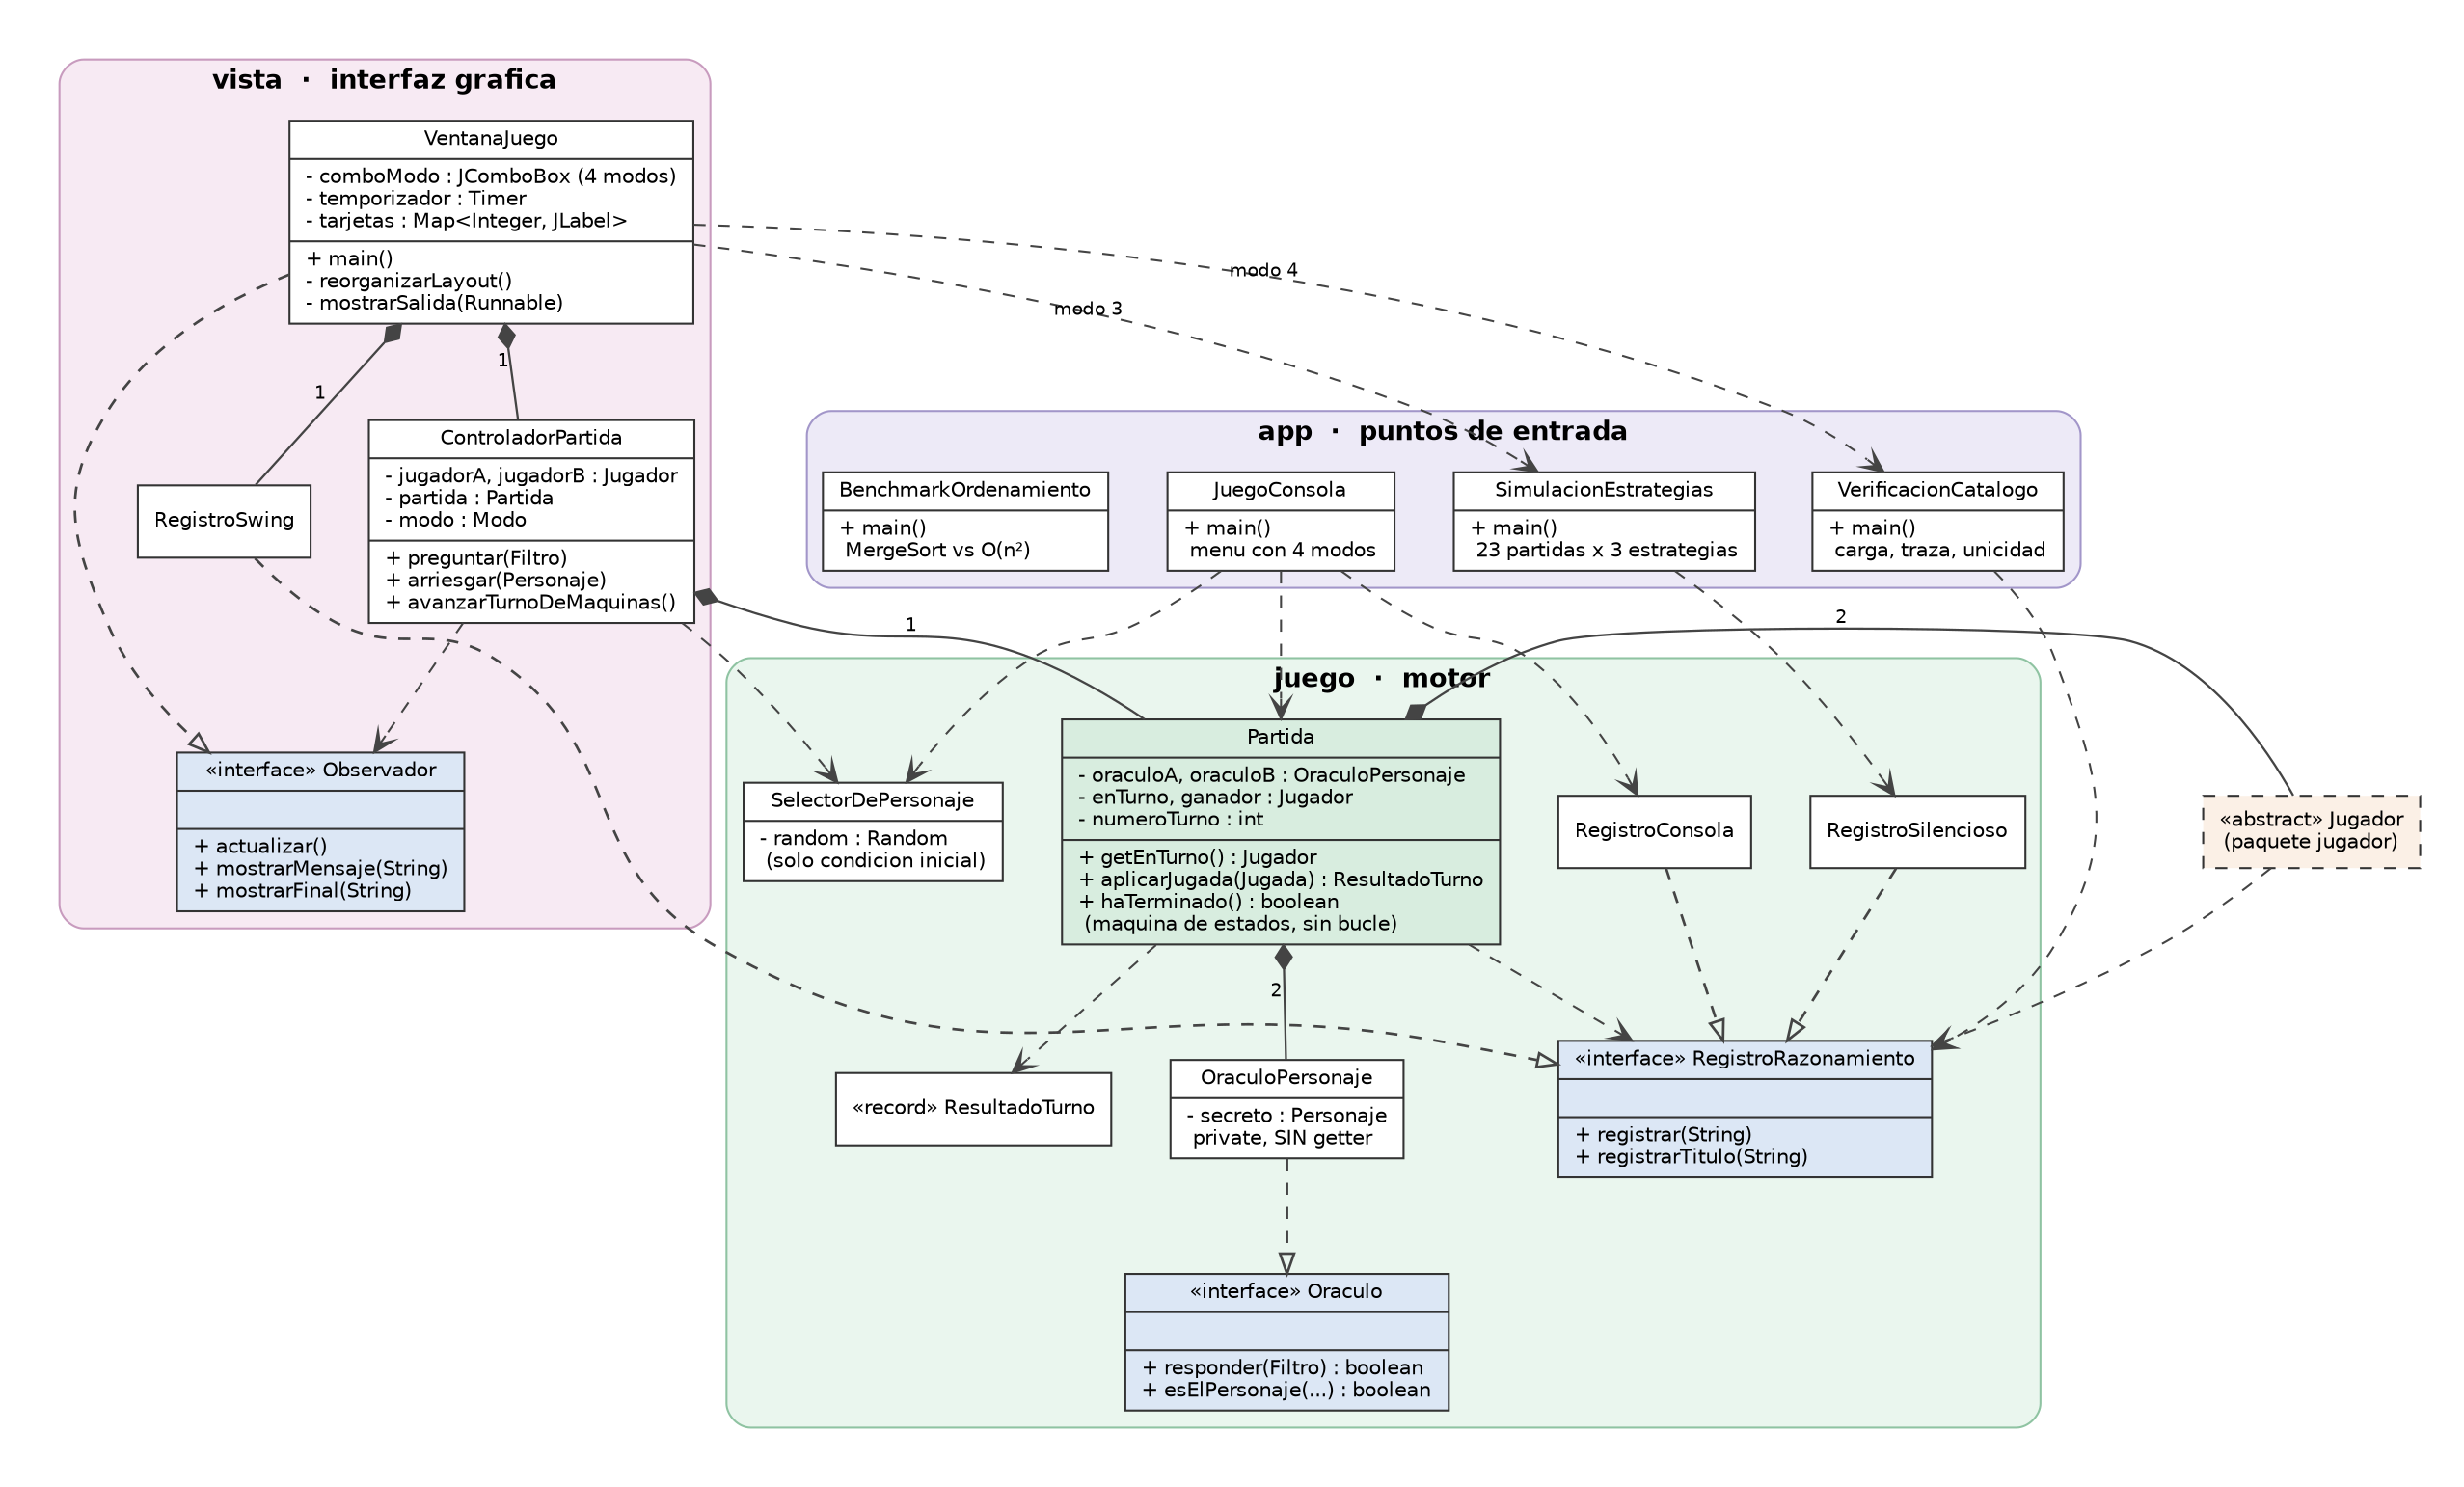 vista · interfaz grafica
VentanaJuego
- comboModo : JComboBox (4 modos)
- temporizador : Timer
- tarjetas : Map<Integer, JLabel>
+ main()
- reorganizarLayout()
- mostrarSalida(Runnable)
modo 4
modo 3
1
1
ControladorPartida
- jugadorA, jugadorB : Jugador
- partida : Partida
- modo : Modo
+ preguntar(Filtro)
+ arriesgar(Personaje)
+ avanzarTurnoDeMaquinas()
RegistroSwing
«interface» Observador
+ actualizar()
+ mostrarMensaje(String)
+ mostrarFinal(String)
app · puntos de entrada
BenchmarkOrdenamiento
+ main()
MergeSort vs O(n²)
JuegoConsola
+ main()
menu con 4 modos
SimulacionEstrategias
+ main()
23 partidas x 3 estrategias
VerificacionCatalogo
+ main()
carga, traza, unicidad
1
2
juego · motor
SelectorDePersonaje
- random : Random
(solo condicion inicial)
Partida
- oraculoA, oraculoB : OraculoPersonaje
- enTurno, ganador : Jugador
- numeroTurno : int
+ getEnTurno() : Jugador
+ aplicarJugada(Jugada) : ResultadoTurno
+ haTerminado() : boolean
(maquina de estados, sin bucle)
RegistroConsola
RegistroSilencioso
«abstract» Jugador
(paquete jugador)
2
«record» ResultadoTurno
OraculoPersonaje
- secreto : Personaje
private, SIN getter
«interface» RegistroRazonamiento
+ registrar(String)
+ registrarTitulo(String)
«interface» Oraculo
+ responder(Filtro) : boolean
+ esElPersonaje(...) : boolean